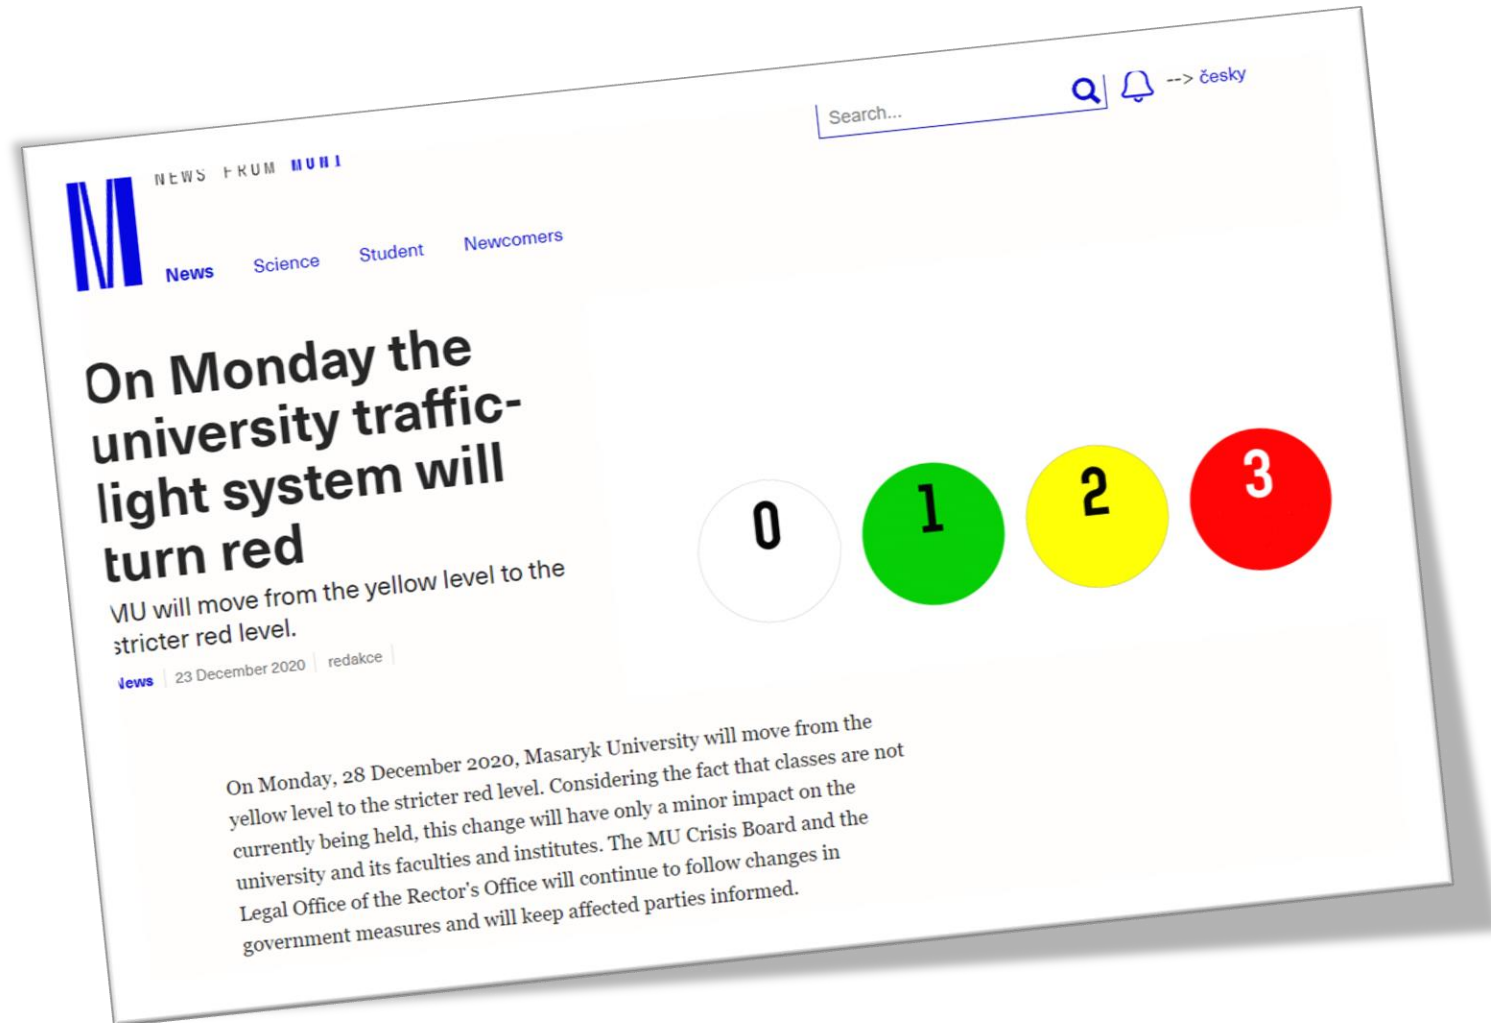 Search...
--> česky
M
NEWS FROM MUNI
News Science Student Newcomers
On Monday the
university traffic-
light system will
turn red
MU will move from the yellow level to the
stricter red level.
News 23 December 2020 redakce
0 1 2 3
On Monday, 28 December 2020, Masaryk University will move from the
yellow level to the stricter red level. Considering the fact that classes are not
currently being held, this change will have only a minor impact on the
university and its faculties and institutes. The MU Crisis Board and the
Legal Office of the Rector's Office will continue to follow changes in
government measures and will keep affected parties informed.